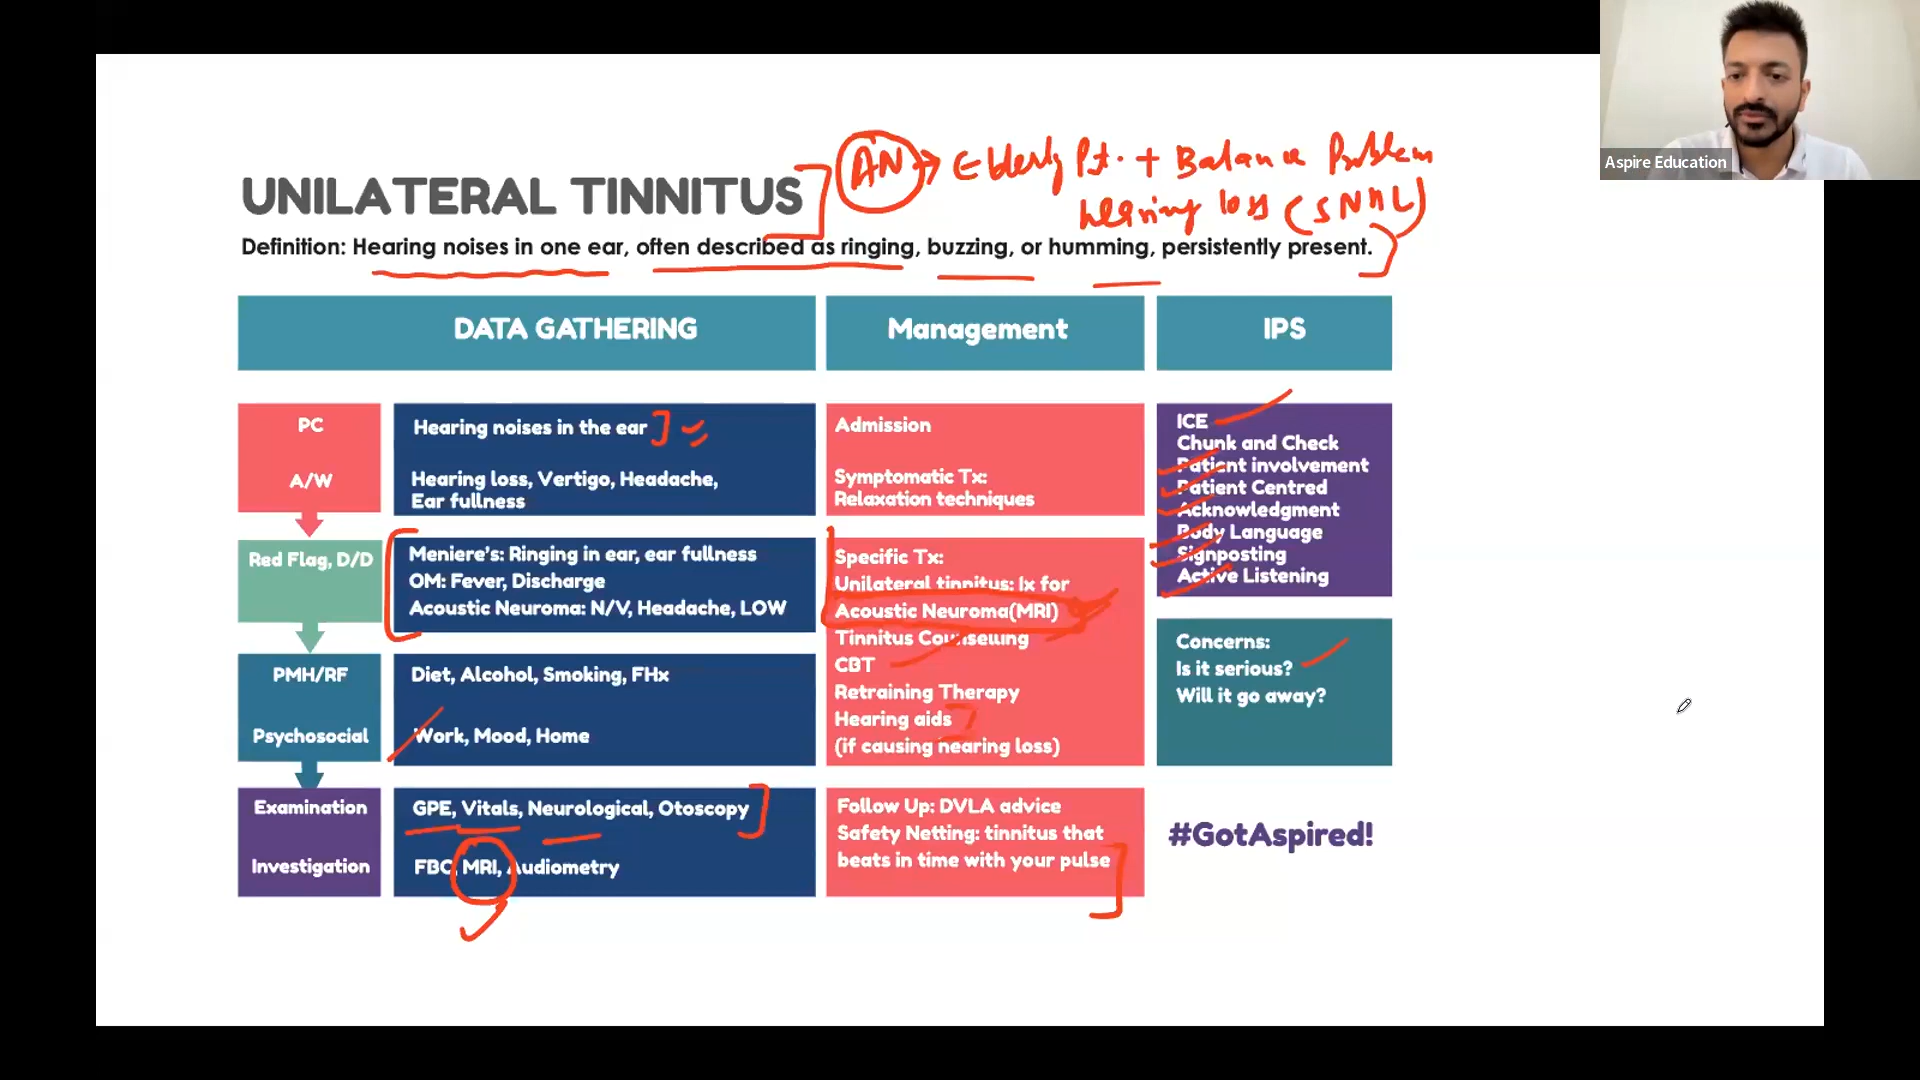 Aspire Education
AN → Elderly Pt. + Balance Problem
hearing loss (SNHL)
UNILATERAL TINNITUS
Definition: Hearing noises in one ear, often described as ringing, buzzing, or humming, persistently present.
DATA GATHERING
Management
IPS
PC
A/W
Hearing noises in the ear
Hearing loss, Vertigo, Headache,
Ear fullness
Red Flag, D/D
Meniere's: Ringing in ear, ear fullness
OM: Fever, Discharge
Acoustic Neuroma: N/V, Headache, LOW
PMH/RF
Psychosocial
Diet, Alcohol, Smoking, FHx
Work, Mood, Home
Examination
Investigation
GPE, Vitals, Neurological, Otoscopy
FBC, MRI, Audiometry
Admission
Symptomatic Tx:
Relaxation techniques
Specific Tx:
Unilateral tinnitus: Ix for
Acoustic Neuroma(MRI)
Tinnitus Counselling
CBT
Retraining Therapy
Hearing aids
(if causing hearing loss)
Follow Up: DVLA advice
Safety Netting: tinnitus that
beats in time with your pulse
ICE
Chunk and Check
Patient involvement
Patient Centred
Acknowledgment
Body Language
Signposting
Active Listening
Concerns:
Is it serious?
Will it go away?
#GotAspired!